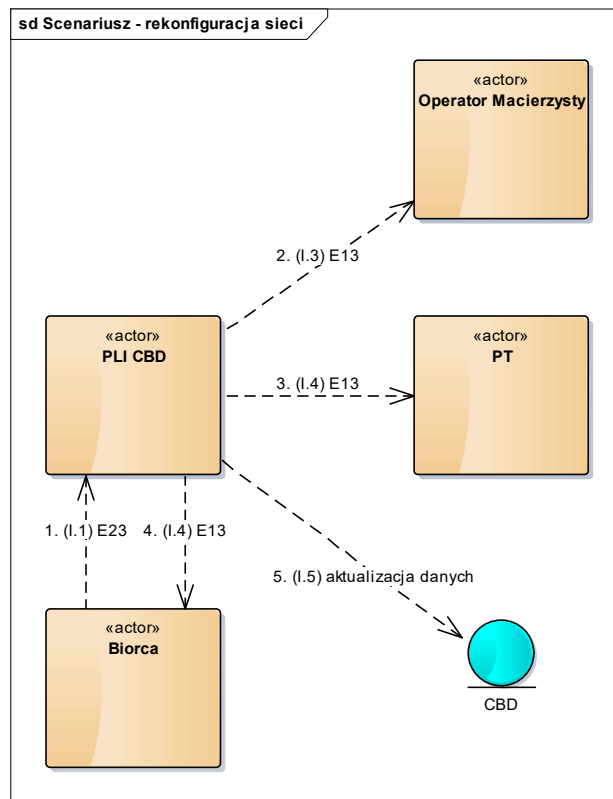 sd Scenariusz - rekonfiguracja sieci
«actor»
Operator Macierzysty
2. (I.3) E13
«actor»
PLI CBD
«actor»
PT
3. (I.4) E13
1. (I.1) E23
4. (I.4) E13
5. (I.5) aktualizacja danych
«actor»
Biorca
CBD